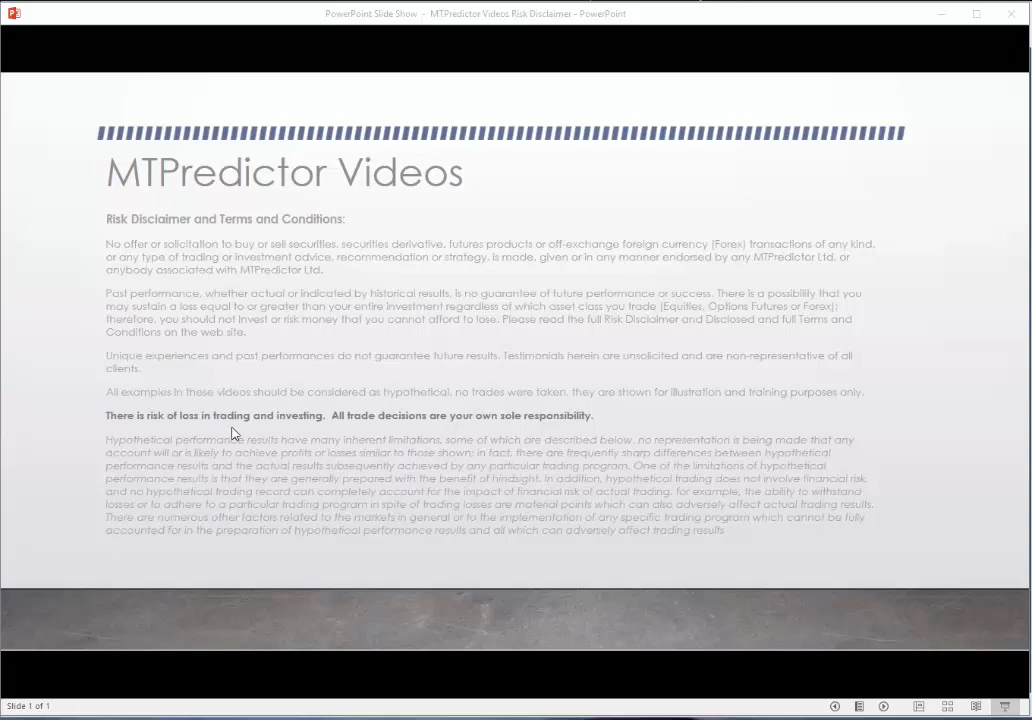 PowerPoint Slide Show - MTPredictor Videos Risk Disclaimer - PowerPoint
MTPredictor Videos
Risk Disclaimer and Terms and Conditions:
No offer or solicitation to buy or sell securities, securities derivative, futures products or off-exchange foreign currency (Forex) transactions of any kind,
or any type of trading or investment advice, recommendation or strategy, is made, given or in any manner endorsed by any MTPredictor Ltd, or
anybody associated with MTPredictor Ltd.
Past performance, whether actual or indicated by historical results, is no guarantee of future performance or success. There is a possibility that you
may sustain a loss equal to or greater than your entire investment regardless of which asset class you trade (Equities, Options Futures or Forex);
therefore, you should not invest or risk money that you cannot afford to lose. Please read the full Risk Disclaimer and Disclosed and full Terms and
Conditions on the web site.
Unique experiences and past performances do not guarantee future results. Testimonials herein are unsolicited and are non-representative of all
clients.
All examples in these videos should be considered as hypothetical, no trades were taken, they are shown for illustration and training purposes only.
There is risk of loss in trading and investing. All trade decisions are your own sole responsibility.
Hypothetical performance results have many inherent limitations, some of which are described below. no representation is being made that any
account will or is likely to achieve profits or losses similar to those shown; in fact, there are frequently sharp differences between hypothetical
performance results and the actual results subsequently achieved by any particular trading program. One of the limitations of hypothetical
performance results is that they are generally prepared with the benefit of hindsight. In addition, hypothetical trading does not involve financial risk,
and no hypothetical trading record can completely account for the impact of financial risk of actual trading. for example, the ability to withstand
losses or to adhere to a particular trading program in spite of trading losses are material points which can also adversely affect actual trading results.
There are numerous other factors related to the markets in general or to the implementation of any specific trading program which cannot be fully
accounted for in the preparation of hypothetical performance results and all which can adversely affect trading results
Slide 1 of 1